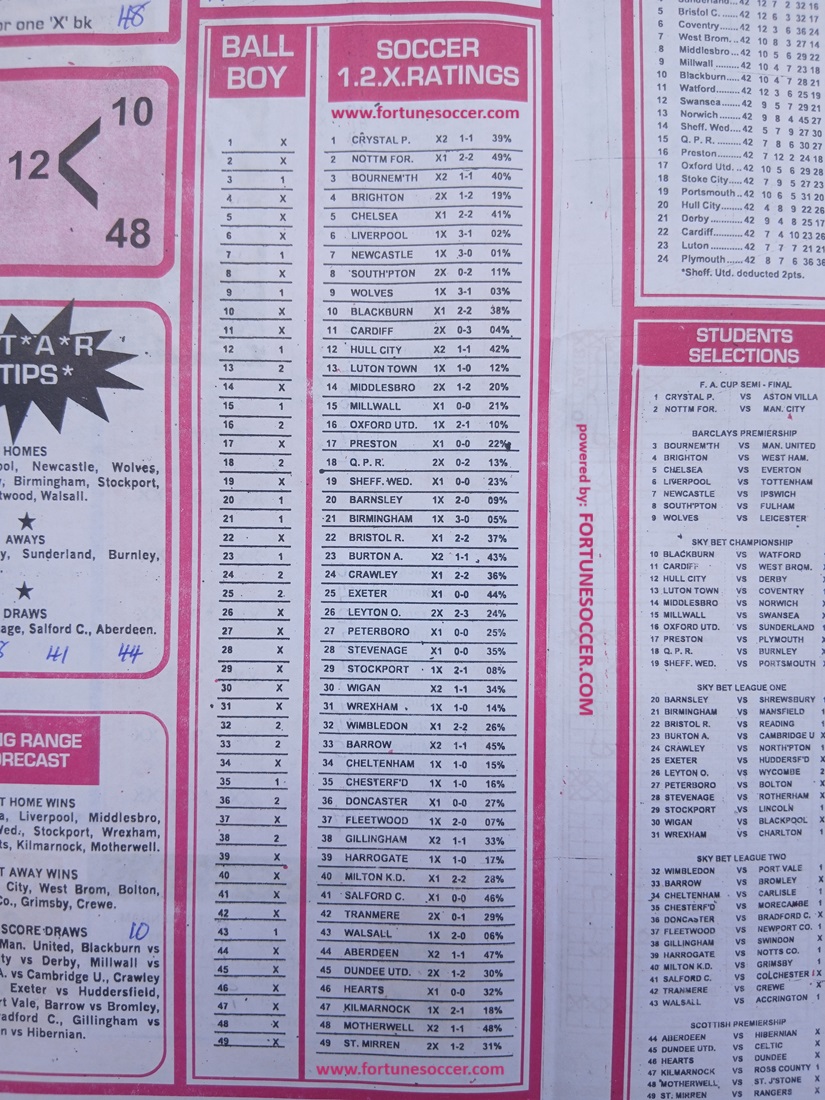 or one 'X' bk 48
10
12
48
T*A*R
TIPS*
HOMES
ool, Newcastle, Wolves,
Birmingham, Stockport,
twood, Walsall.
AWAYS
y, Sunderland, Burnley,
DRAWS
age, Salford C., Aberdeen.
41 44
NG RANGE
RECAST
T HOME WINS
a, Liverpool, Middlesbro,
Wed., Stockport, Wrexham,
ts, Kilmarnock, Motherwell.
T AWAY WINS
City, West Brom, Bolton,
Co., Grimsby, Crewe.
SCORE DRAWS 10
Man. United, Blackburn vs
ty vs Derby, Millwall vs
A. vs Cambridge U., Crawley
Exeter vs Huddersfield,
rt Vale, Barrow vs Bromley,
adford C., Gillingham vs
n vs Hibernian.
BALL
BOY
1 X
2 X
3 1
4 X
5 X
6 X
7 1
8 X
9 1
10 X
11 X
12 1
13 2
14 X
15 1
16 2
17 X
18 2
19 X
20 1
21 1
22 X
23 1
24 2
25 2
26 X
27 X
28 X
29 X
30 X
31 X
32 2
33 2
34 X
35 1
36 2
37 X
38 2
39 X
40 X
41 X
42 X
43 1
44 X
45 X
46 X
47 X
48 X
49 X
SOCCER
1.2.X.RATINGS
www.fortunesoccer.com
1 CRYSTAL P. X2 1-1 39%
2 NOTTM FOR. X1 2-2 49%
3 BOURNEM'TH X2 1-1 40%
4 BRIGHTON 2X 1-2 19%
5 CHELSEA X1 2-2 41%
6 LIVERPOOL 1X 3-1 02%
7 NEWCASTLE 1X 3-0 01%
8 SOUTH'PTON 2X 0-2 11%
9 WOLVES 1X 3-1 03%
10 BLACKBURN X1 2-2 38%
11 CARDIFF 2X 0-3 04%
12 HULL CITY X2 1-1 42%
13 LUTON TOWN 1X 1-0 12%
14 MIDDLESBRO 2X 1-2 20%
15 MILLWALL X1 0-0 21%
16 OXFORD UTD. 1X 2-1 10%
17 PRESTON X1 0-0 22%
18 Q.P.R. 2X 0-2 13%
19 SHEFF. WED. X1 0-0 23%
20 BARNSLEY 1X 2-0 09%
21 BIRMINGHAM 1X 3-0 05%
22 BRISTOL R. X1 2-2 37%
23 BURTON A. X2 1-1 43%
24 CRAWLEY X1 2-2 36%
25 EXETER X1 0-0 44%
26 LEYTON O. 2X 2-3 24%
27 PETERBORO X1 0-0 25%
28 STEVENAGE X1 0-0 35%
29 STOCKPORT 1X 2-1 08%
30 WIGAN X2 1-1 34%
31 WREXHAM 1X 1-0 14%
32 WIMBLEDON X1 2-2 26%
33 BARROW X2 1-1 45%
34 CHELTENHAM 1X 1-0 15%
35 CHESTERF'D 1X 1-0 16%
36 DONCASTER X1 0-0 27%
37 FLEETWOOD 1X 2-0 07%
38 GILLINGHAM X2 1-1 33%
39 HARROGATE 1X 1-0 17%
40 MILTON K.D. X1 2-2 28%
41 SALFORD C. X1 0-0 46%
42 TRANMERE 2X 0-1 29%
43 WALSALL 1X 2-0 06%
44 ABERDEEN X2 1-1 47%
45 DUNDEE UTD. 2X 1-2 30%
46 HEARTS X1 0-0 32%
47 KILMARNOCK 1X 2-1 18%
48 MOTHERWELL X2 1-1 48%
49 ST. MIRREN 2X 1-2 31%
www.fortunesoccer.com
powered by: FORTUNESOCCER.COM
5 Bristol C. ...... 42 12 6 3 32 17
6 Coventry ....... 42 12 3 6 36 24
7 West Brom. .. 42 10 8 3 27 14
8 Middlesbro ... 42 10 5 6 29 22
9 Millwall ......... 42 10 4 7 23 18
10 Blackburn ..... 42 10 4 7 28 21
11 Watford ......... 42 12 3 6 25 19
12 Swansea ....... 42 9 5 7 29 21
13 Norwich ........ 42 9 8 4 45 27
14 Sheff. Wed .... 42 5 7 9 27 30
15 Q. P. R. ......... 42 7 8 6 30 27
16 Preston ......... 42 7 12 2 24 18
17 Oxford Utd. .. 42 10 5 6 29 28
18 Stoke City ..... 42 7 9 5 27 23
19 Portsmouth .. 42 10 6 5 31 20
20 Hull City ........ 42 4 8 9 22 26
21 Derby ............ 42 9 4 8 25
22 Cardiff ........... 42 7 4 10 23 26
23 Luton ............. 42 7 7 7 21 21
24 Plymouth ...... 42 8 7 6 36 36
*Sheff. Utd. deducted 2pts.
STUDENTS
SELECTIONS
F. A. CUP SEMI - FINAL
1 CRYSTAL P. VS ASTON VILLA
2 NOTTM FOR. VS MAN. CITY
BARCLAYS PREMIERSHIP
3 BOURNEM'TH VS MAN. UNITED
4 BRIGHTON VS WEST HAM.
5 CHELSEA VS EVERTON
6 LIVERPOOL VS TOTTENHAM
7 NEWCASTLE VS IPSWICH
8 SOUTH'PTON VS FULHAM
9 WOLVES VS LEICESTER
SKY BET CHAMPIONSHIP
10 BLACKBURN VS WATFORD
11 CARDIFF VS WEST BROM.
12 HULL CITY VS DERBY
13 LUTON TOWN VS COVENTRY
14 MIDDLESBRO VS NORWICH
15 MILLWALL VS SWANSEA
16 OXFORD UTD. VS SUNDERLAND
17 PRESTON VS PLYMOUTH
18 Q. P. R. VS BURNLEY
19 SHEFF. WED. VS PORTSMOUTH
SKY BET LEAGUE ONE
20 BARNSLEY VS SHREWSBURY
21 BIRMINGHAM VS MANSFIELD 1
22 BRISTOL R. VS READING 1
23 BURTON A. VS CAMBRIDGE U X
24 CRAWLEY VS NORTH'PTON 1
25 EXETER VS HUDDERSF'D X
26 LEYTON O. VS WYCOMBE 2
27 PETERBORO VS BOLTON X
28 STEVENAGE VS ROTHERHAM X
29 STOCKPORT VS LINCOLN 1
30 WIGAN VS BLACKPOOL X
31 WREXHAM VS CHARLTON 1
SKY BET LEAGUE TWO
32 WIMBLEDON VS PORT VALE 1
33 BARROW VS BROMLEY X
34 CHELTENHAM VS CARLISLE 1
35 CHESTERF'D VS MORECAMBE 1
36 DONCASTER VS BRADFORD C. X
37 FLEETWOOD VS NEWPORT CO. 1
38 GILLINGHAM VS SWINDON X
39 HARROGATE VS NOTTS CO. 1
40 MILTON K.D. VS GRIMSBY 1
41 SALFORD C. VS COLCHESTER X
42 TRANMERE VS CREWE X
43 WALSALL VS ACCRINGTON 1
SCOTTISH PREMIERSHIP
44 ABERDEEN VS HIBERNIAN X
45 DUNDEE UTD. VS CELTIC X
46 HEARTS VS DUNDEE X
47 KILMARNOCK VS ROSS COUNTY 1
48 MOTHERWELL VS ST. J'STONE X
49 ST. MIRREN VS RANGERS X